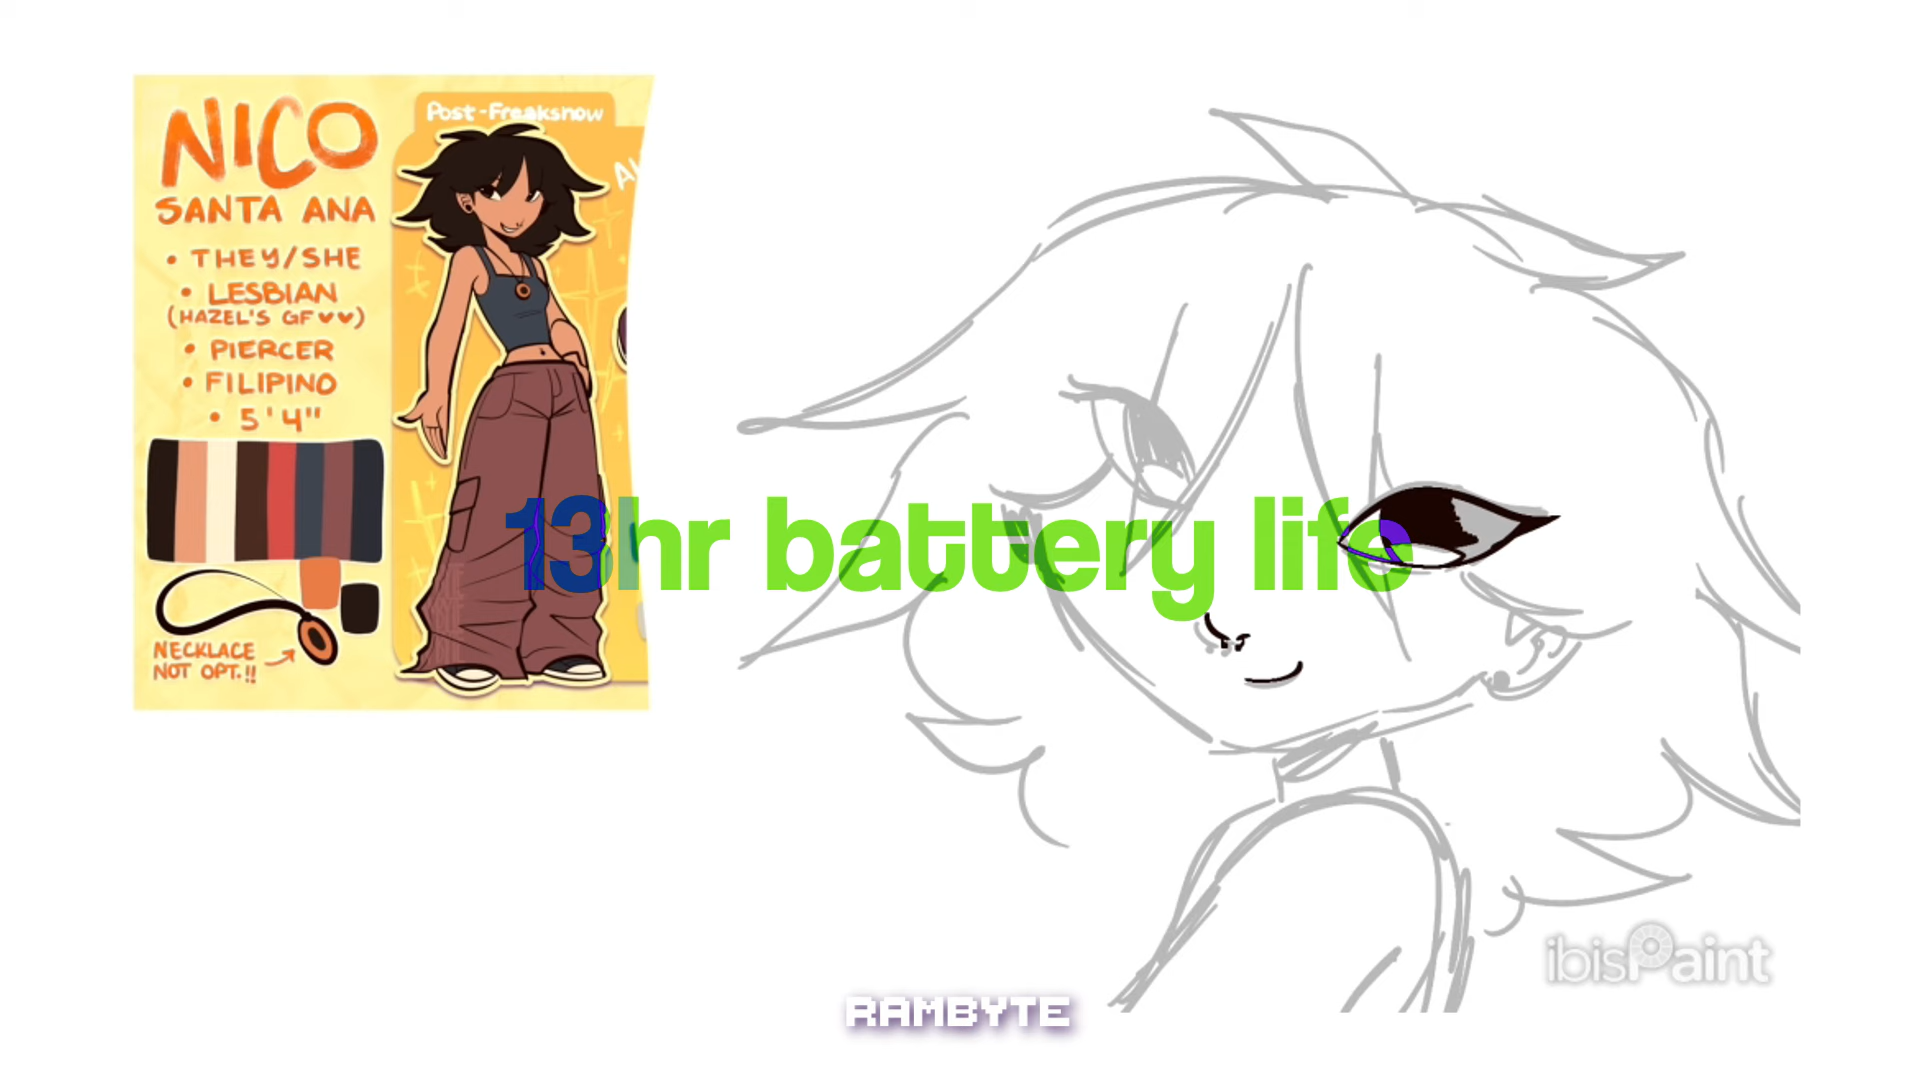 NICO
SANTA ANA
• THEY/SHE
• LESBIAN
(HAZEL'S GF♥♥)
• PIERCER
• FILIPINO
• 5'4"
NECKLACE
NOT OPT.!!
Post-Freaksnow
13hr battery life
ibisPaint
RAMBYTE